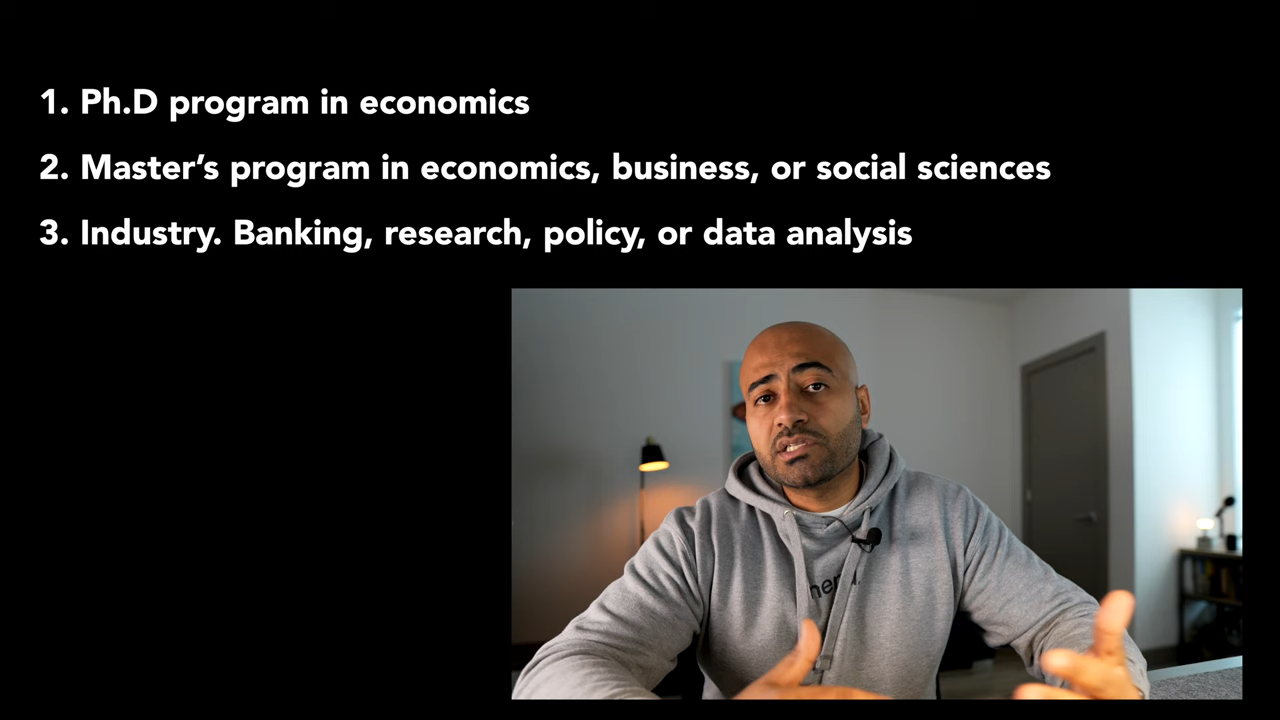 1. Ph.D program in economics
2. Master’s program in economics, business, or social sciences
3. Industry. Banking, research, policy, or data analysis